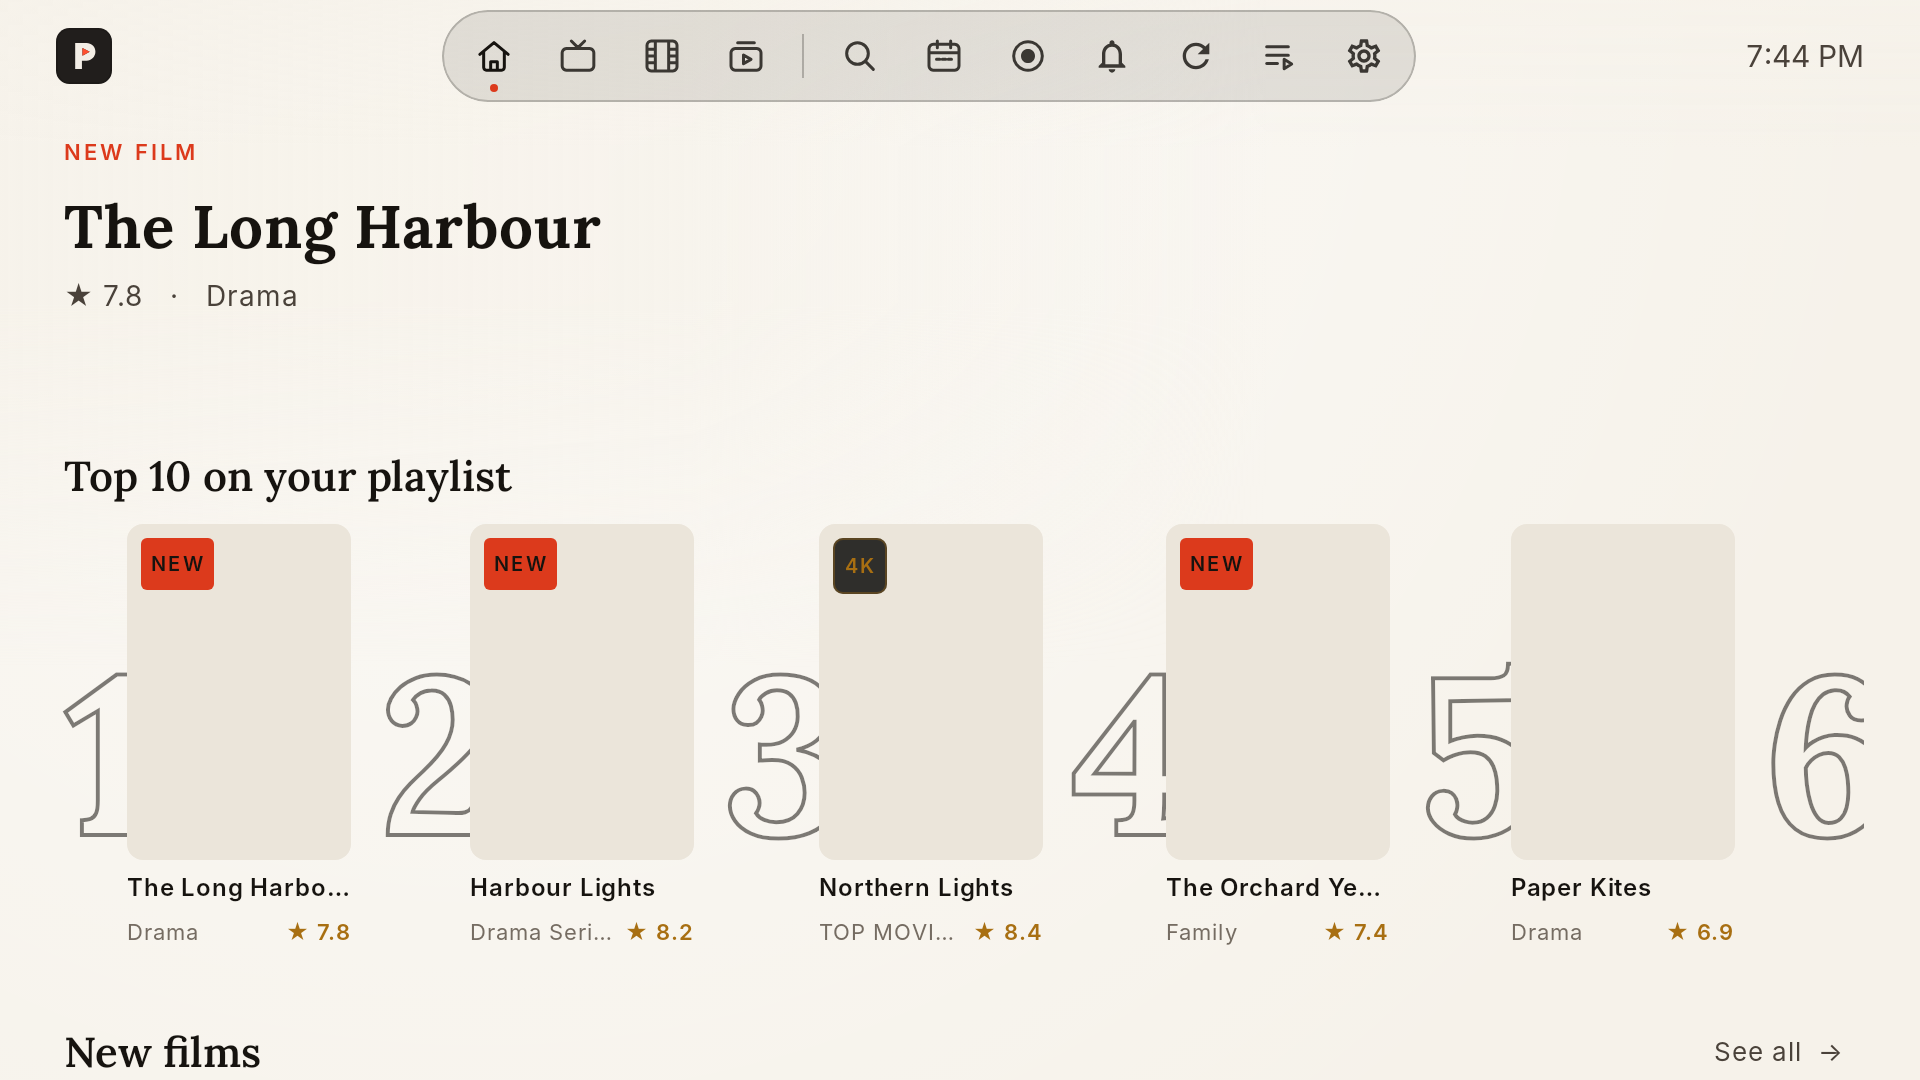 P
7:44 PM
NEW FILM
The Long Harbour
★ 7.8 · Drama
Top 10 on your playlist
NEW
NEW
4K
NEW
1
2
3
4
5
6
The Long Harbo...
Harbour Lights
Northern Lights
The Orchard Ye...
Paper Kites
Drama ★ 7.8
Drama Seri... ★ 8.2
TOP MOVI... ★ 8.4
Family ★ 7.4
Drama ★ 6.9
New films
See all →